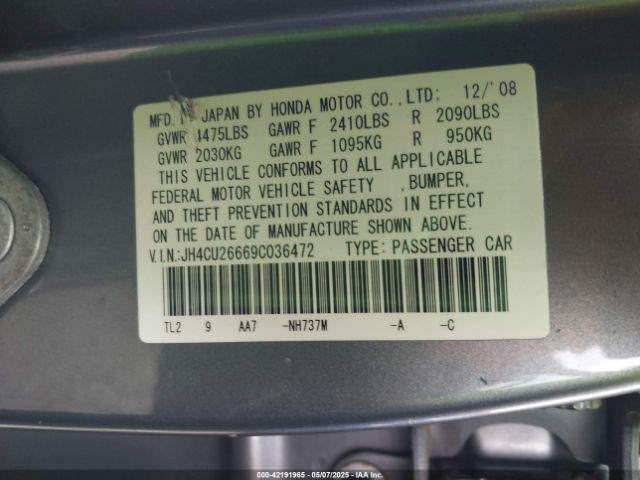 MFD. JAPAN BY HONDA MOTOR CO.,LTD; 12/'08
GVWR 4475LBS GAWR F 2410LBS R 2090LBS
GVWR 2030KG GAWR F 1095KG R 950KG
THIS VEHICLE CONFORMS TO ALL APPLICABLE
FEDERAL MOTOR VEHICLE SAFETY ,BUMPER,
AND THEFT PREVENTION STANDARDS IN EFFECT
ON THE DATE OF MANUFACTURE SHOWN ABOVE.
V.I.N:JH4CU26669C036472 TYPE:PASSENGER CAR
TL2 9 AA7 -NH737M -A -C
000-42191965 05/07/2025 IAA Inc.